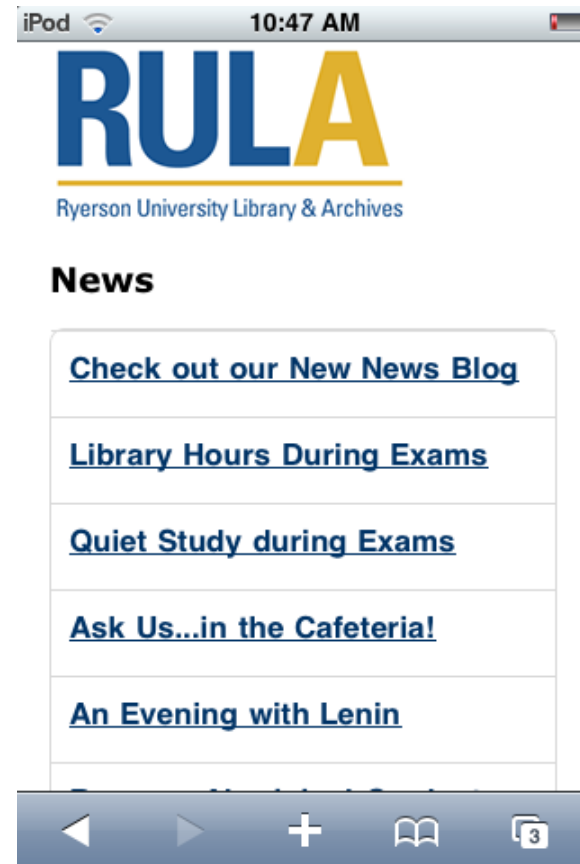 iPod 10:47 AM
RULA
Ryerson University Library & Archives
News
Check out our New News Blog
Library Hours During Exams
Quiet Study during Exams
Ask Us...in the Cafeteria!
An Evening with Lenin
3